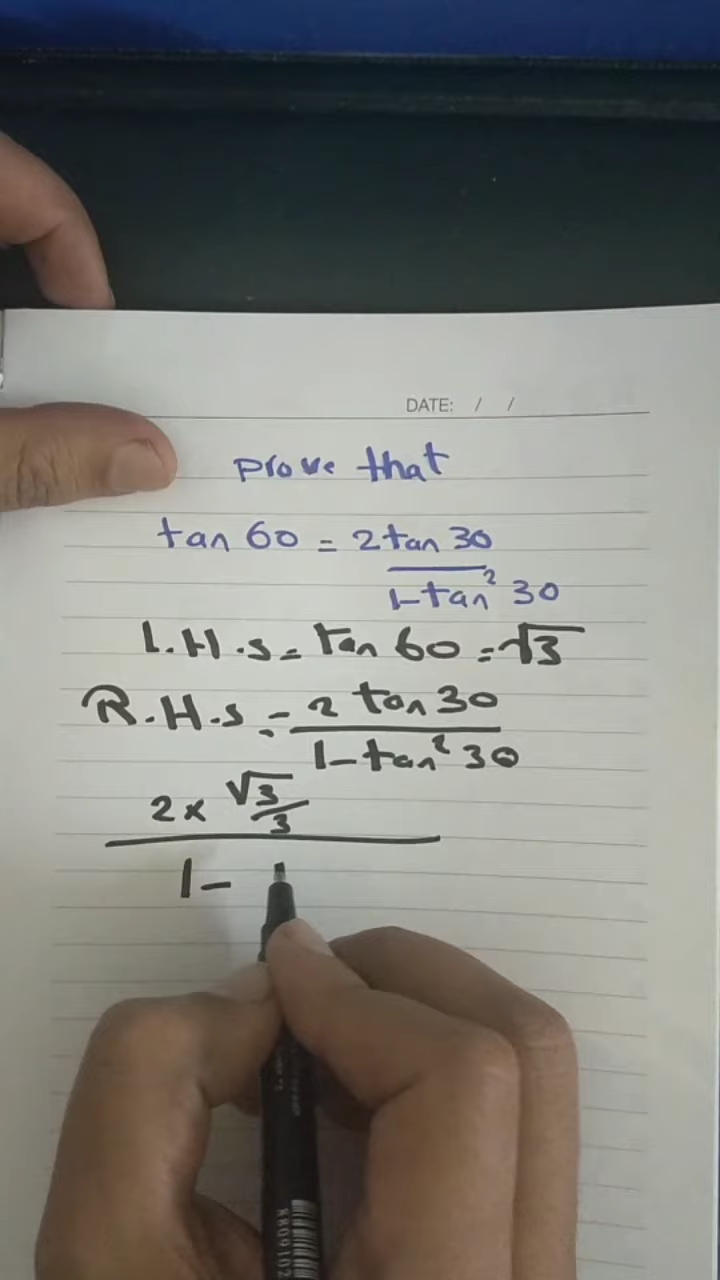 DATE: / /
prove that
tan 60 = 2tan 30
1-tan² 30
L.H.S = tan 60 = √3
R.H.S = 2 tan 30
1-tan² 30
2 × √3/3
1-
8809102